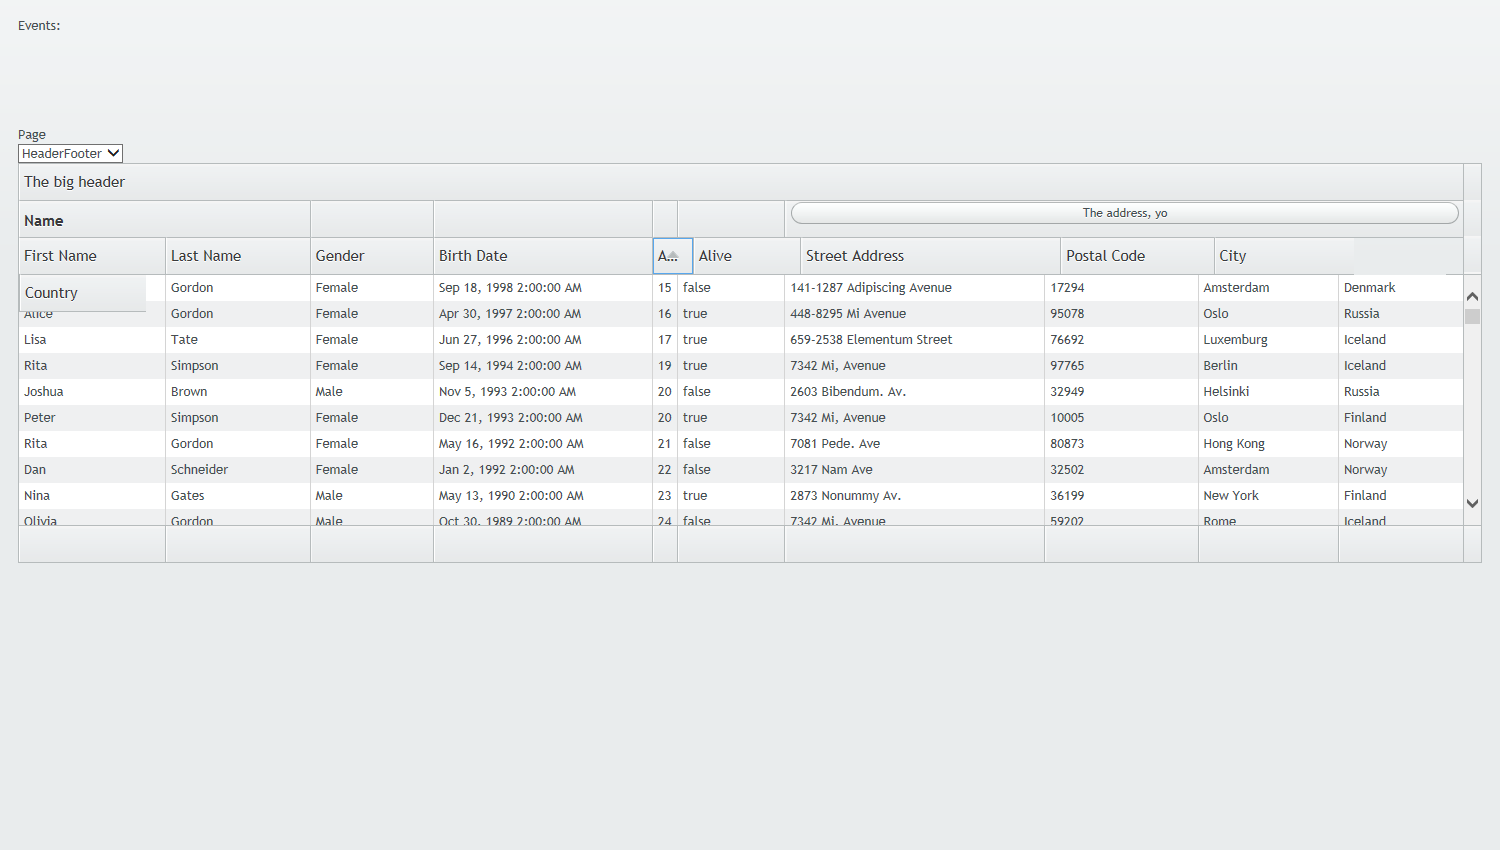 Events:
Page
HeaderFooter
The big header
Name The address, yo
First Name Last Name Gender Birth Date A... Alive Street Address Postal Code City
Country Gordon Female Sep 18, 1998 2:00:00 AM 15 false 141-1287 Adipiscing Avenue 17294 Amsterdam Denmark
Alice Gordon Female Apr 30, 1997 2:00:00 AM 16 true 448-8295 Mi Avenue 95078 Oslo Russia
Lisa Tate Female Jun 27, 1996 2:00:00 AM 17 true 659-2538 Elementum Street 76692 Luxemburg Iceland
Rita Simpson Female Sep 14, 1994 2:00:00 AM 19 true 7342 Mi, Avenue 97765 Berlin Iceland
Joshua Brown Male Nov 5, 1993 2:00:00 AM 20 false 2603 Bibendum. Av. 32949 Helsinki Russia
Peter Simpson Female Dec 21, 1993 2:00:00 AM 20 true 7342 Mi, Avenue 10005 Oslo Finland
Rita Gordon Female May 16, 1992 2:00:00 AM 21 false 7081 Pede. Ave 80873 Hong Kong Norway
Dan Schneider Female Jan 2, 1992 2:00:00 AM 22 false 3217 Nam Ave 32502 Amsterdam Norway
Nina Gates Male May 13, 1990 2:00:00 AM 23 true 2873 Nonummy Av. 36199 New York Finland
Olivia Gordon Male Oct 30, 1989 2:00:00 AM 24 false 7342 Mi, Avenue 59202 Rome Iceland